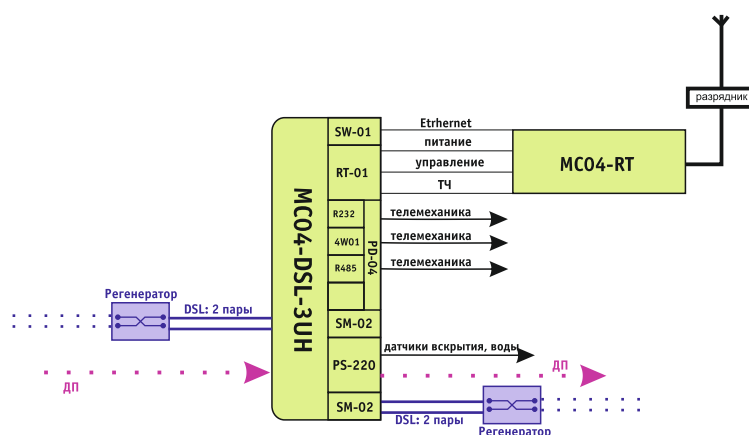 разрядник
SW-01
Etrhernet
питание
RT-01
управление
ТЧ
МС04-RT
МС04-DSL-3UH
R232
телемеханика
4W01
телемеханика
PD-04
R485
телемеханика
Регенератор
DSL: 2 пары
SM-02
датчики вскрытия, воды
PS-220
ДП
ДП
SM-02
DSL: 2 пары
Регенератор